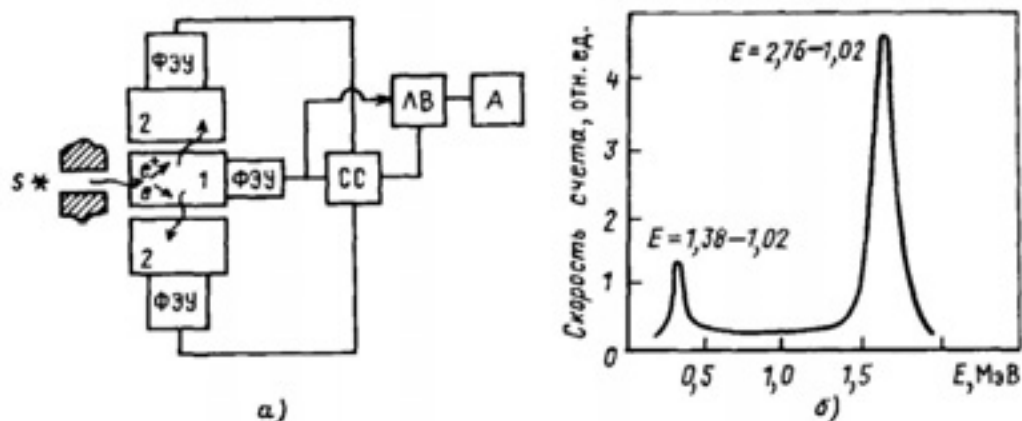 ФЭУ
2
S
e⁺
e⁻
1
ФЭУ
СС
ЛВ
А
2
ФЭУ
а)
Скорость счета, отн. ед.
4
3
2
1
0
E=2,76–1,02
E=1,38–1,02
0,5
1,0
1,5
E, МэВ
б)